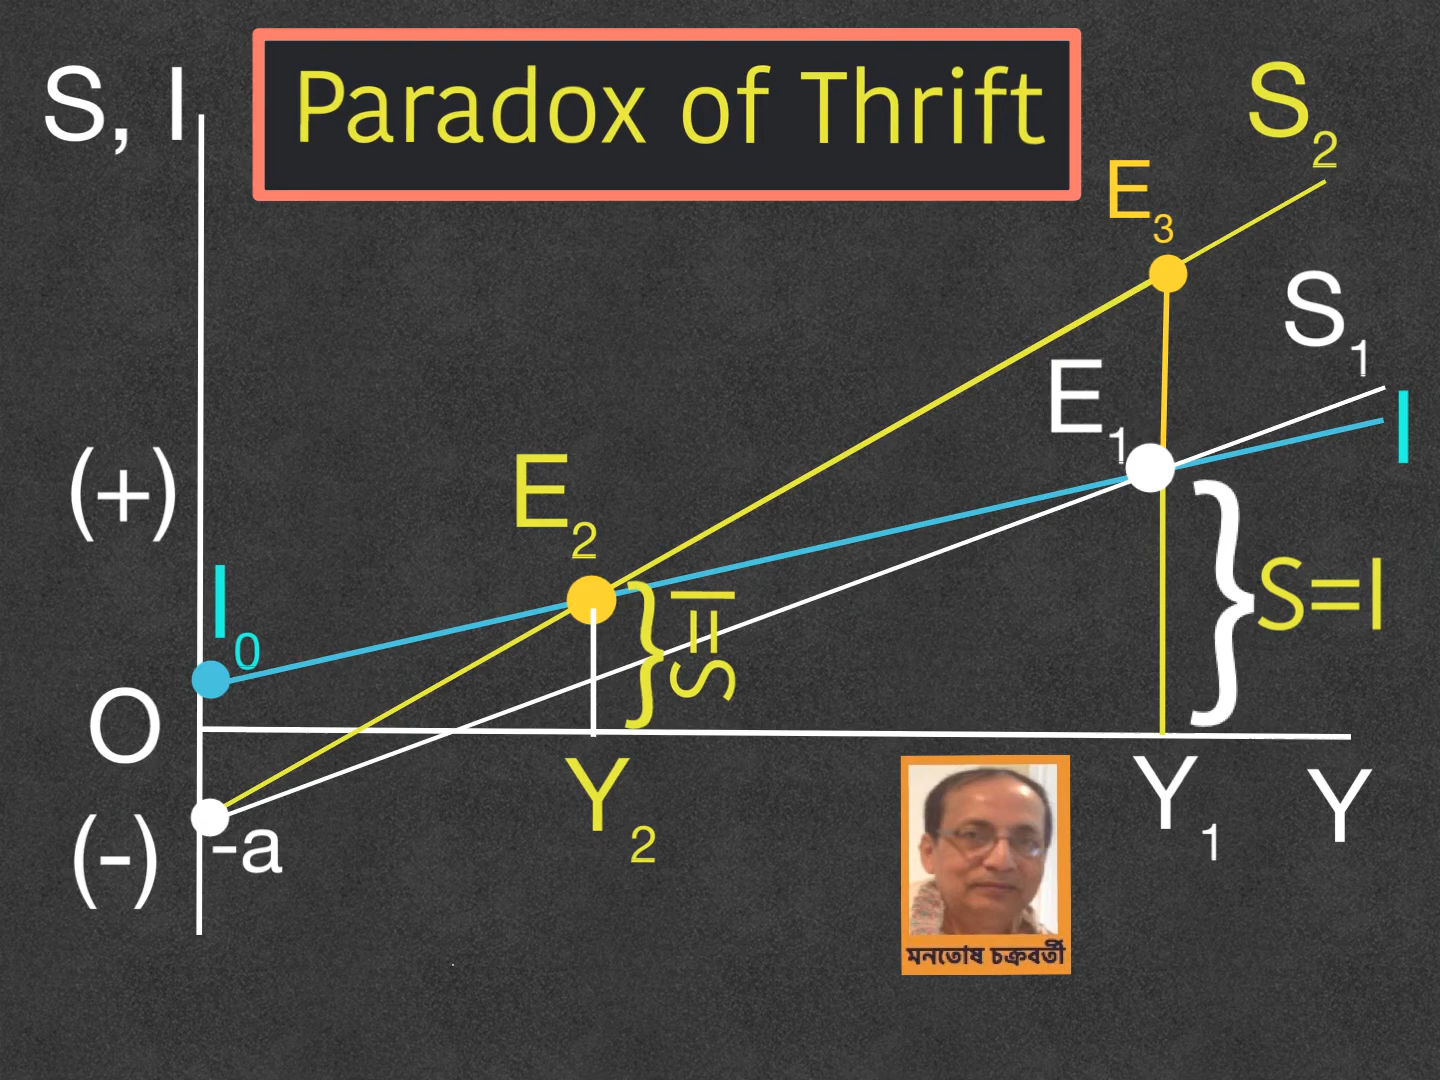 Paradox of Thrift
S, I
S2
E3
S1
E1
I
(+)
E2
I0
S=I
S=I
O
Y2
Y1
Y
(-)
-a
মনতোষ চক্রবর্তী